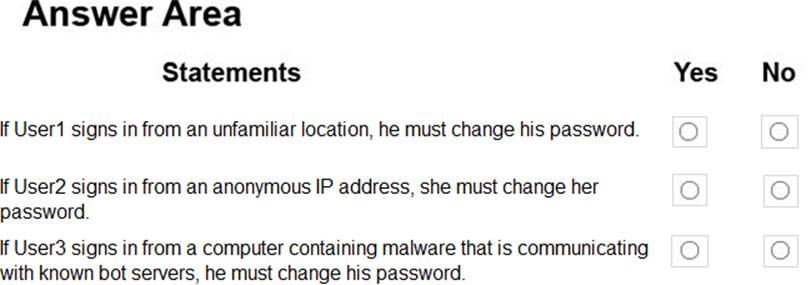 Answer Area
Statements Yes No
If User1 signs in from an unfamiliar location, he must change his password.
If User2 signs in from an anonymous IP address, she must change her
password.
If User3 signs in from a computer containing malware that is communicating
with known bot servers, he must change his password.